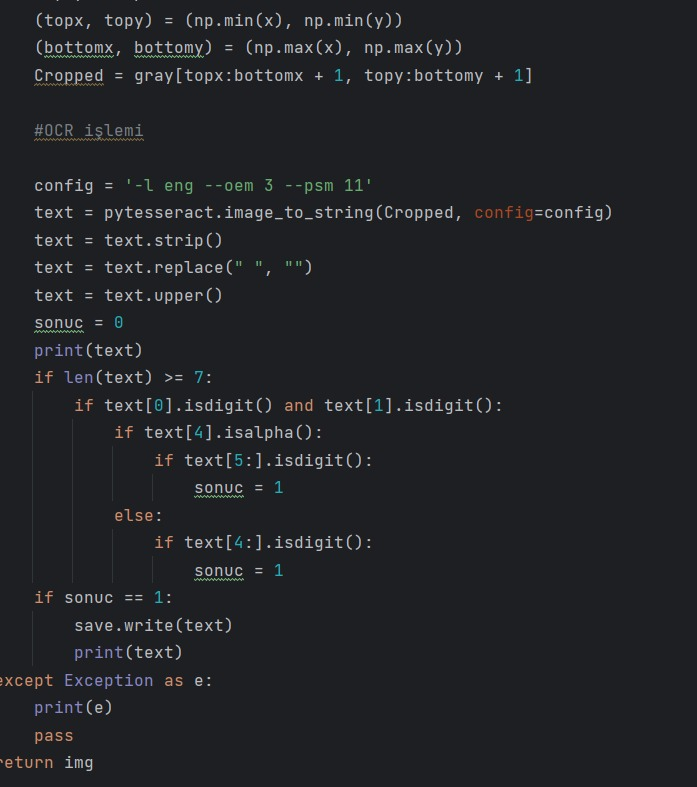 (topx, topy) = (np.min(x), np.min(y))
(bottomx, bottomy) = (np.max(x), np.max(y))
Cropped = gray[topx:bottomx + 1, topy:bottomy + 1]
#OCR işlemi
config = '-l eng --oem 3 --psm 11'
text = pytesseract.image_to_string(Cropped, config=config)
text = text.strip()
text = text.replace(" ", "")
text = text.upper()
sonuc = 0
print(text)
if len(text) >= 7:
if text[0].isdigit() and text[1].isdigit():
if text[4].isalpha():
if text[5:].isdigit():
sonuc = 1
else:
if text[4:].isdigit():
sonuc = 1
if sonuc == 1:
save.write(text)
print(text)
except Exception as e:
print(e)
pass
return img